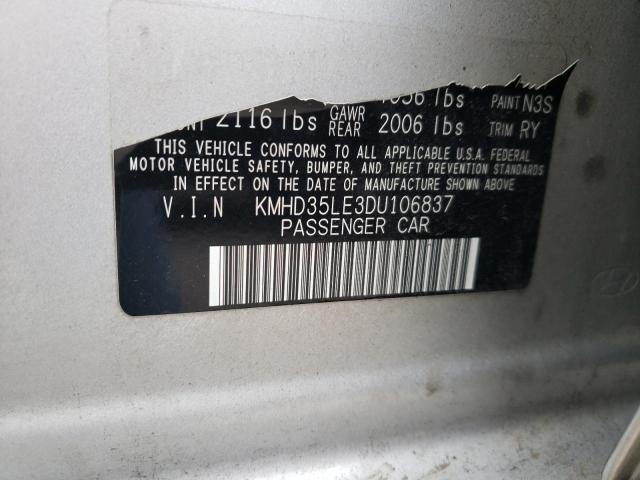 lbs PAINT N3S
2116 lbs GAWR REAR 2006 lbs TRIM RY
THIS VEHICLE CONFORMS TO ALL APPLICABLE U.S.A. FEDERAL
MOTOR VEHICLE SAFETY, BUMPER, AND THEFT PREVENTION STANDARDS
IN EFFECT ON THE DATE OF MANUFACTURE SHOWN ABOVE
V.I.N KMHD35LE3DU106837
PASSENGER CAR